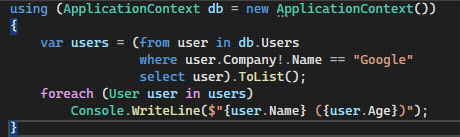 using (ApplicationContext db = new ApplicationContext())
{
    var users = (from user in db.Users
                 where user.Company!.Name == "Google"
                 select user).ToList();
    foreach (User user in users)
        Console.WriteLine($"{user.Name} ({user.Age})");
}